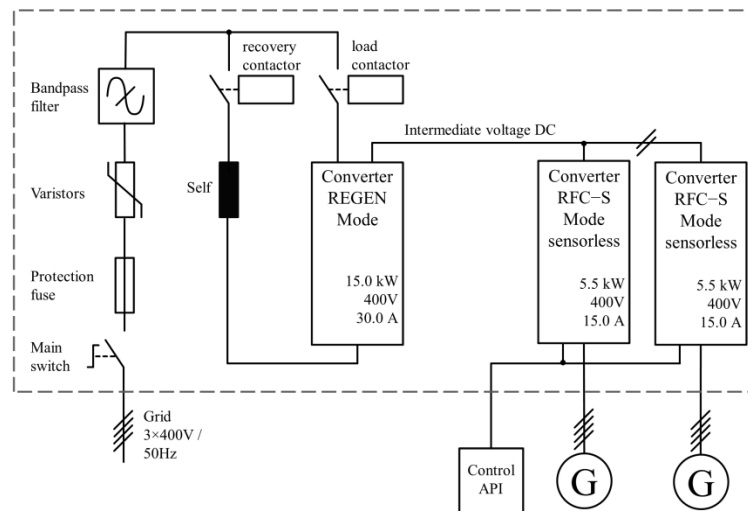 recovery
contactor
load
contactor
Bandpass
filter
Intermediate voltage DC
Varistors
Self
Converter
REGEN
Mode
15.0 kW
400V
30.0 A
Converter
RFC−S
Mode
sensorless
5.5 kW
400V
15.0 A
Converter
RFC−S
Mode
sensorless
5.5 kW
400V
15.0 A
Protection
fuse
Main
switch
Grid
3×400V /
50Hz
Control
API
G
G